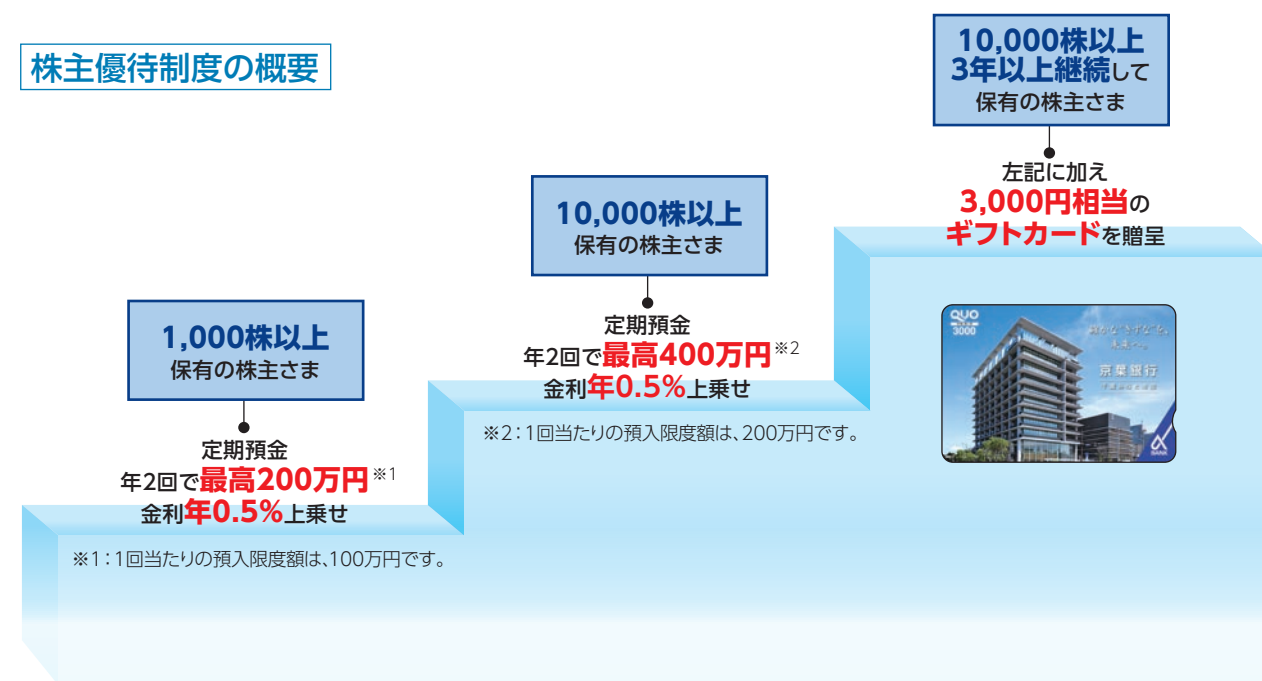 株主優待制度の概要
1,000株以上
保有の株主さま
定期預金
年2回で最高200万円※1
金利年0.5%上乗せ
※1：1回当たりの預入限度額は、100万円です。
10,000株以上
保有の株主さま
定期預金
年2回で最高400万円※2
金利年0.5%上乗せ
※2：1回当たりの預入限度額は、200万円です。
10,000株以上
3年以上継続して
保有の株主さま
左記に加え
3,000円相当の
ギフトカードを贈呈
QUO
3000
京葉銀行
α
BANK